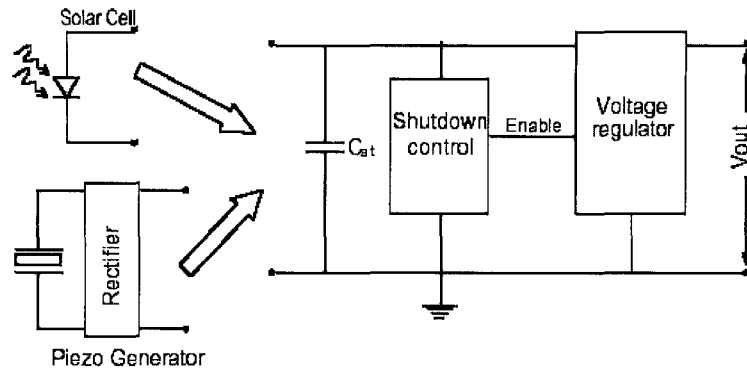 Solar Cell
Shutdown
control
Enable
Voltage
regulator
Cst
Vout
Rectifier
Piezo Generator